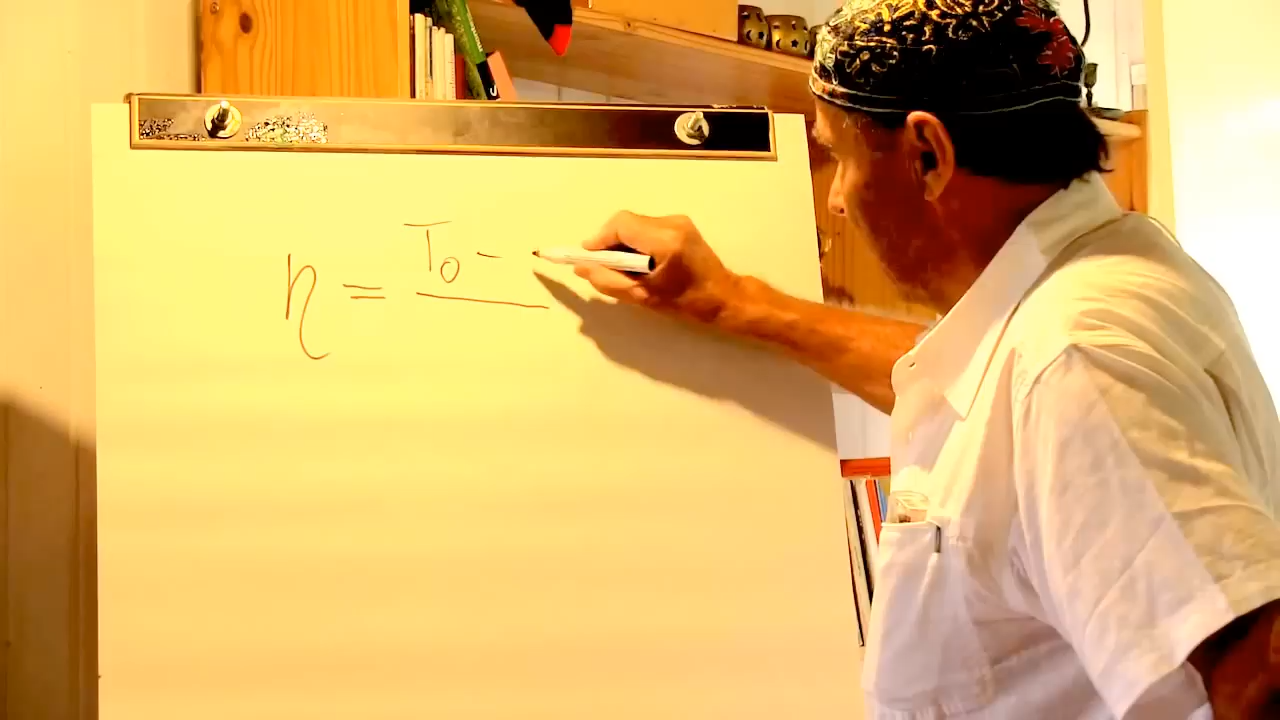 η = T₀ -